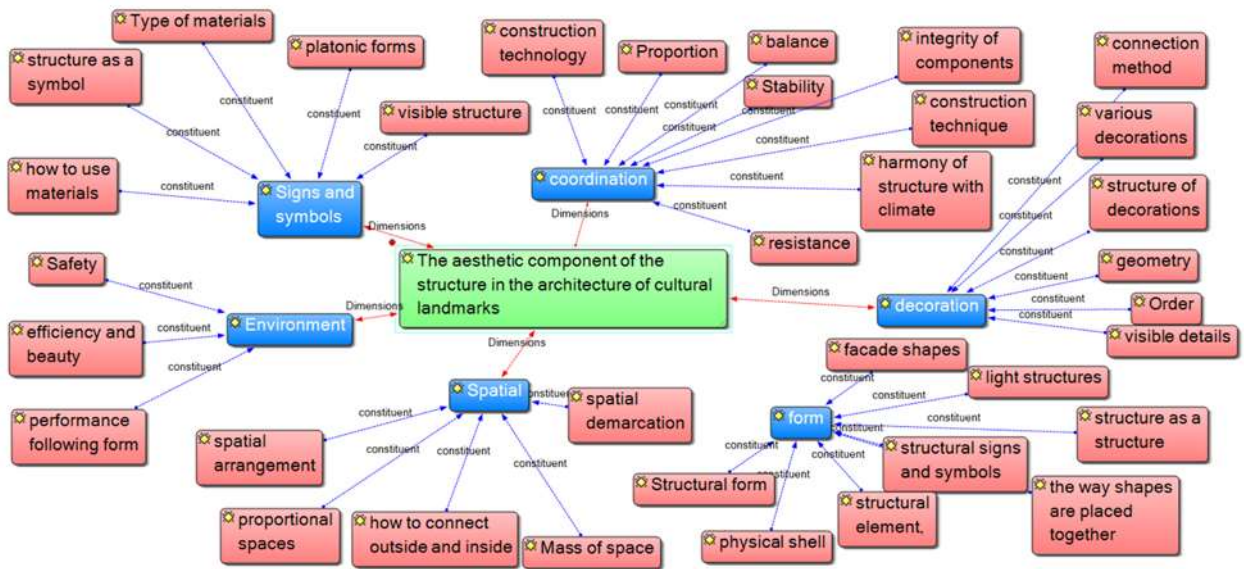 Type of materials
structure as a
symbol
platonic forms
visible structure
how to use
materials
constituent
constituent
constituent
constituent
constituent
Signs and
symbols
Dimensions
construction
technology
Proportion
balance
Stability
integrity of
components
construction
technique
harmony of
structure with
climate
resistance
constituent
constituent
constituent
constituent
constituent
constituent
constituent
constituent
coordination
Dimensions
connection
method
various
decorations
structure of
decorations
geometry
Order
visible details
constituent
constituent
constituent
constituent
constituent
constituent
decoration
Dimensions
The aesthetic component of the
structure in the architecture of cultural
landmarks
Safety
efficiency and
beauty
performance
following form
constituent
constituent
constituent
Environment
Dimensions
Dimensions
Spatial
constituent
constituent
constituent
constituent
spatial
demarcation
spatial
arrangement
proportional
spaces
how to connect
outside and inside
Mass of space
facade shapes
light structures
structure as a
structure
structural signs
and symbols
the way shapes
are placed
together
structural
element,
physical shell
Structural form
constituent
constituent
constituent
constituent
constituent
form